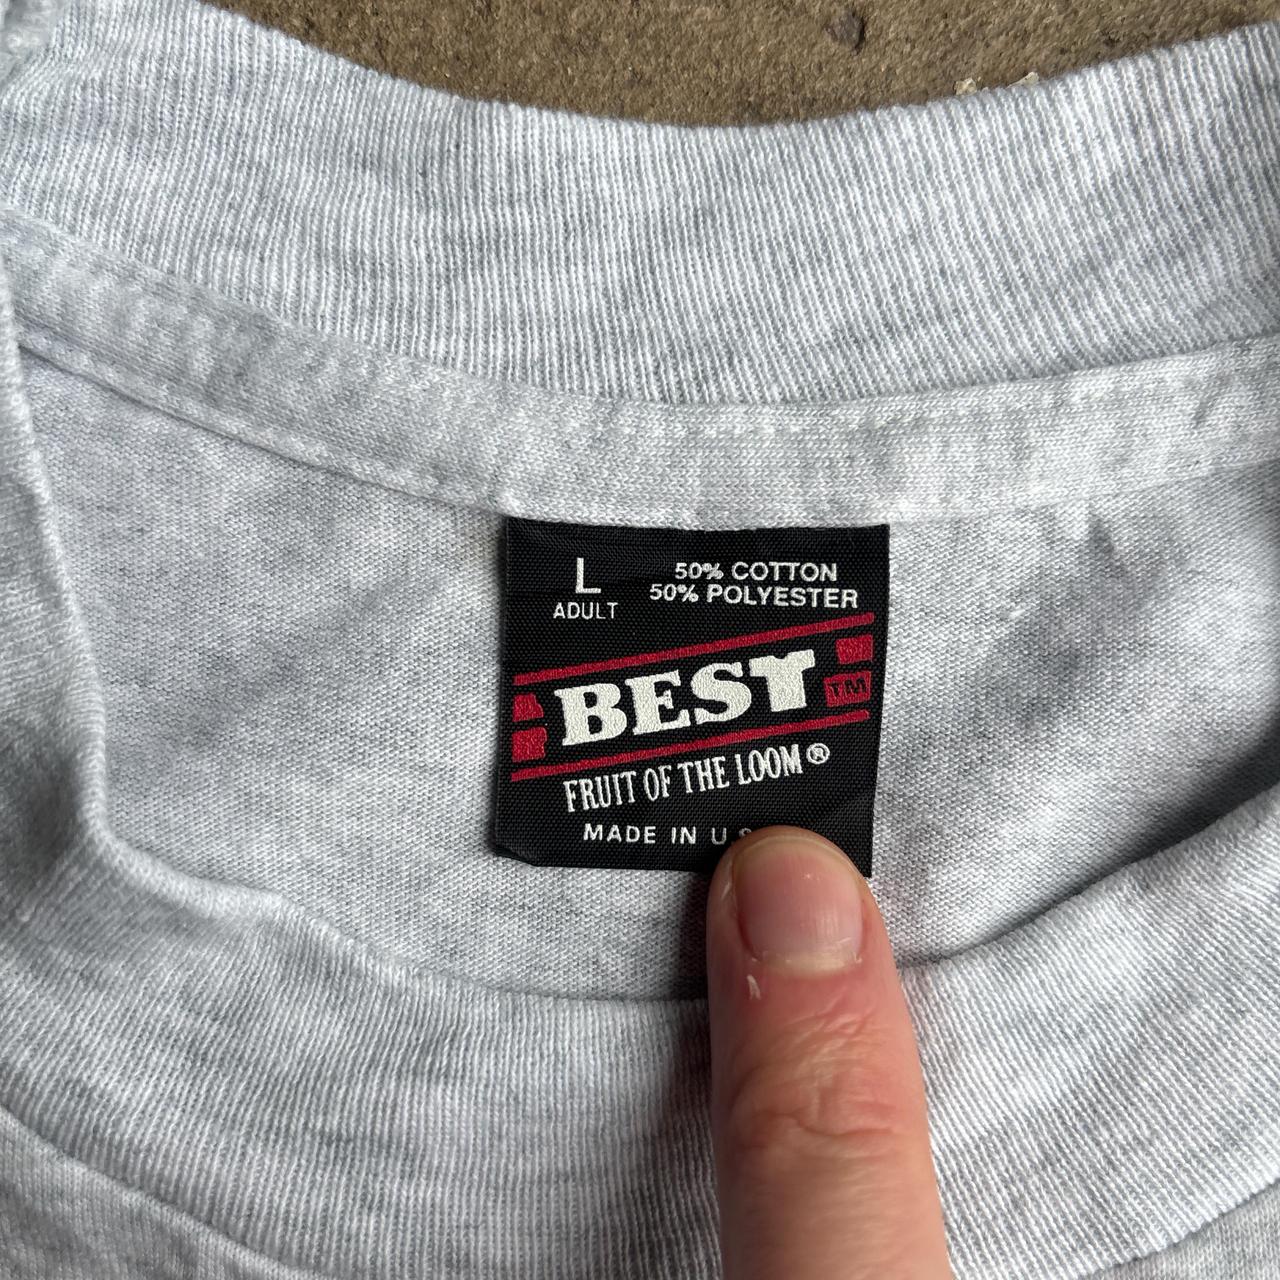 L
ADULT
50% COTTON
50% POLYESTER
BEST
TM
FRUIT OF THE LOOM®
MADE IN U.S